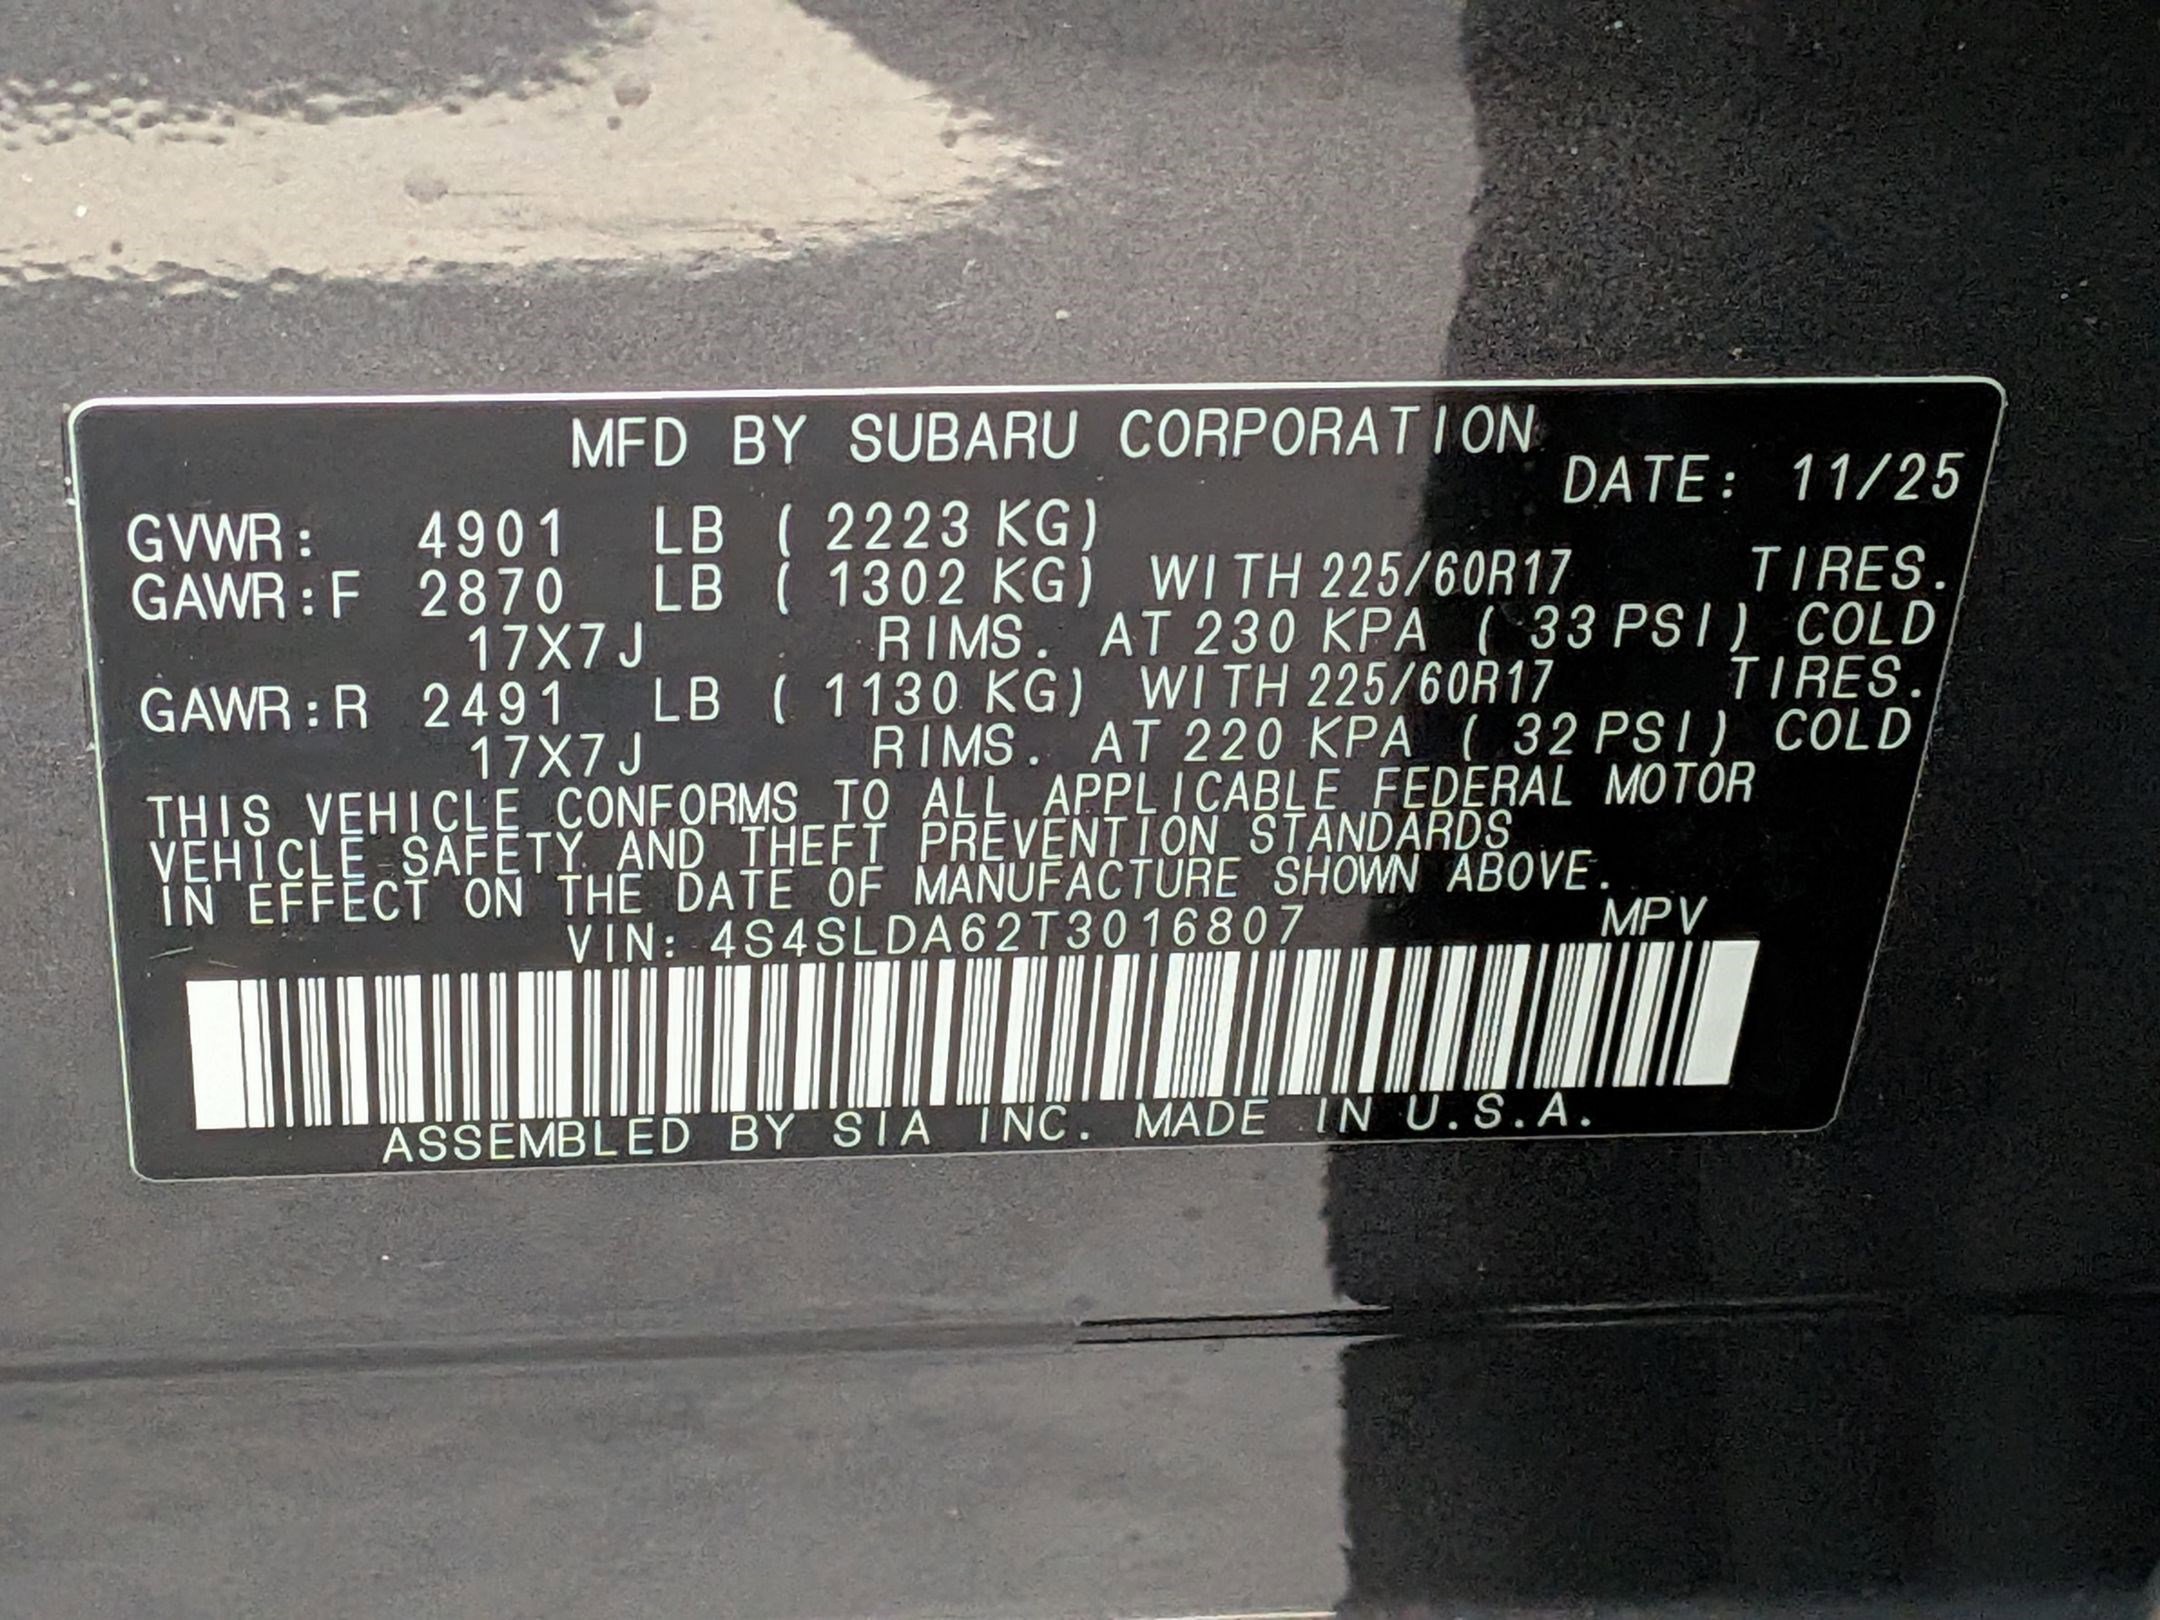 MFD BY SUBARU CORPORATION
DATE: 11/25
GVWR: 4901 LB ( 2223 KG)
GAWR:F 2870 LB ( 1302 KG) WITH 225/60R17 TIRES.
17X7J RIMS. AT 230 KPA ( 33 PSI) COLD
GAWR:R 2491 LB ( 1130 KG) WITH 225/60R17 TIRES.
17X7J RIMS. AT 220 KPA ( 32 PSI) COLD
THIS VEHICLE CONFORMS TO ALL APPLICABLE FEDERAL MOTOR
VEHICLE SAFETY AND THEFT PREVENTION STANDARDS
IN EFFECT ON THE DATE OF MANUFACTURE SHOWN ABOVE.
VIN: 4S4SLDA62T3016807 MPV
ASSEMBLED BY SIA INC. MADE IN U.S.A.